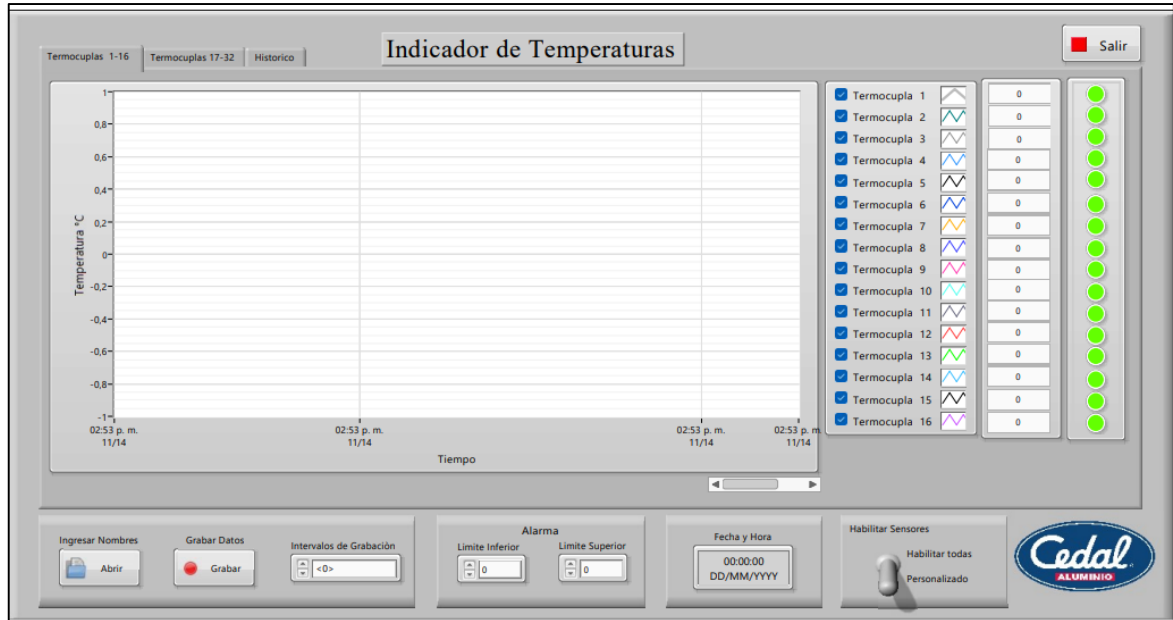 Indicador de Temperaturas
Salir
Termocuplas 1-16
Termocuplas 17-32
Historico
1
0,8
0,6
0,4
0,2
0
-0,2
-0,4
-0,6
-0,8
-1
Temperatura °C
02:53 p. m.
11/14
02:53 p. m.
11/14
02:53 p. m.
11/14
02:53 p. m
11/14
Tiempo
Termocupla 1 0
Termocupla 2 0
Termocupla 3 0
Termocupla 4 0
Termocupla 5 0
Termocupla 6 0
Termocupla 7 0
Termocupla 8 0
Termocupla 9 0
Termocupla 10 0
Termocupla 11 0
Termocupla 12 0
Termocupla 13 0
Termocupla 14 0
Termocupla 15 0
Termocupla 16 0
Ingresar Nombres
Abrir
Grabar Datos
Grabar
Intervalos de Grabación
<0>
Alarma
Limite Inferior
0
Limite Superior
0
Fecha y Hora
00:00:00
DD/MM/YYYY
Habilitar Sensores
Habilitar todas
Personalizado
Cedal
ALUMINIO